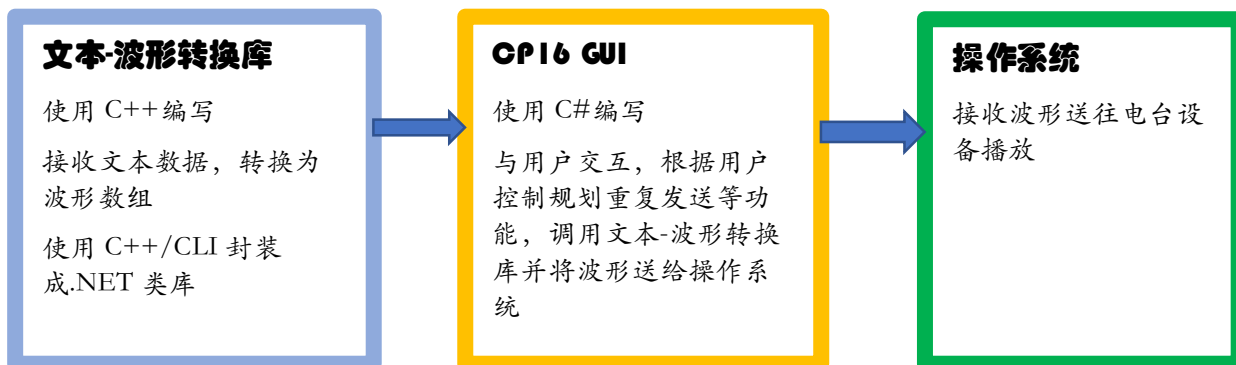 文本-波形转换库
使用 C++编写
接收文本数据，转换为
波形数组
使用 C++/CLI 封装
成.NET 类库
CP16 GUI
使用 C#编写
与用户交互，根据用户
控制规划重复发送等功
能，调用文本-波形转换
库并将波形送给操作系
统
操作系统
接收波形送往电台设
备播放